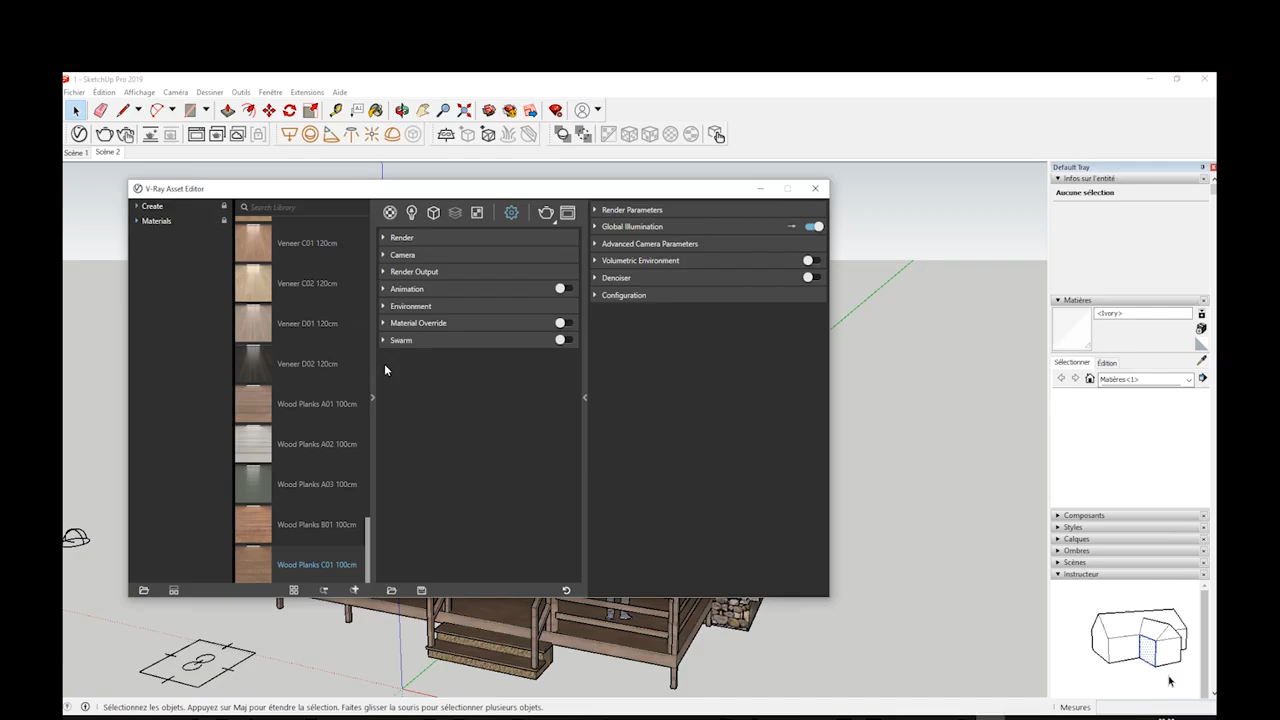 1 - SketchUp Pro 2019
Fichier Édition Affichage Caméra Dessiner Outils Fenêtre Extensions Aide
Scène 1 Scène 2
V-Ray Asset Editor
Create
Materials
Search Library
Veneer C01 120cm
Veneer C02 120cm
Veneer D01 120cm
Veneer D02 120cm
Wood Planks A01 100cm
Wood Planks A02 100cm
Wood Planks A03 100cm
Wood Planks B01 100cm
Wood Planks C01 100cm
Render
Camera
Render Output
Animation
Environment
Material Override
Swarm
Render Parameters
Global Illumination
Advanced Camera Parameters
Volumetric Environment
Denoiser
Configuration
Default Tray
Infos sur l'entité
Aucune sélection
Matières
<Ivory>
Sélectionner Édition
Matières<1>
Composants
Styles
Calques
Ombres
Scènes
Instructeur
Sélectionnez les objets. Appuyez sur Maj pour étendre la sélection. Faites glisser la souris pour sélectionner plusieurs objets.
Mesures